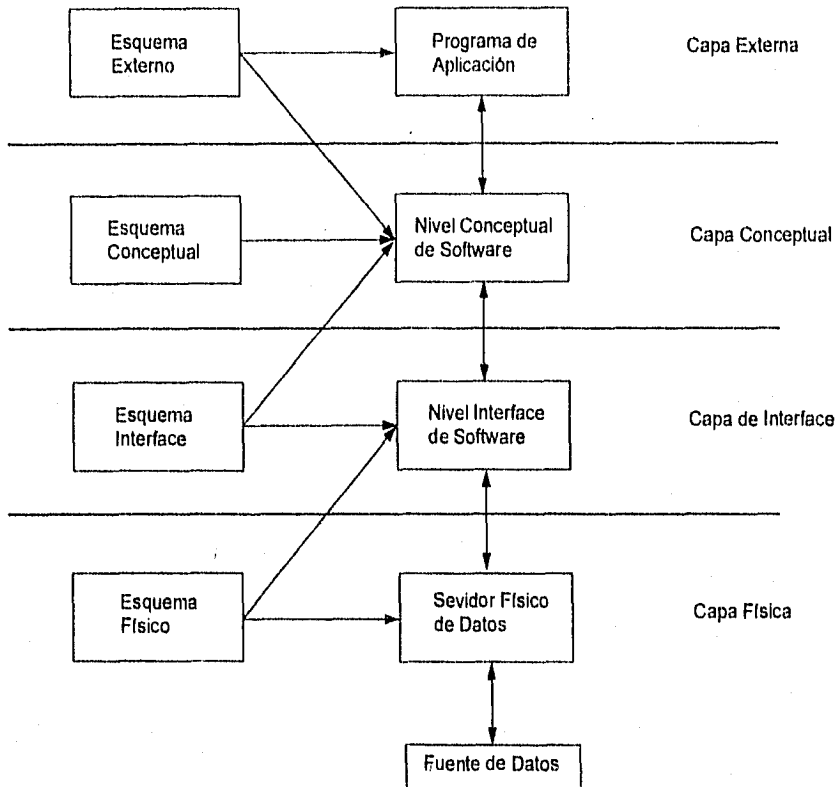 Esquema
Externo
Programa de
Aplicación
Capa Externa
Esquema
Conceptual
Nivel Conceptual
de Software
Capa Conceptual
Esquema
Interface
Nivel Interface
de Software
Capa de Interface
Esquema
Físico
Sevidor Físico
de Datos
Capa Física
Fuente de Datos